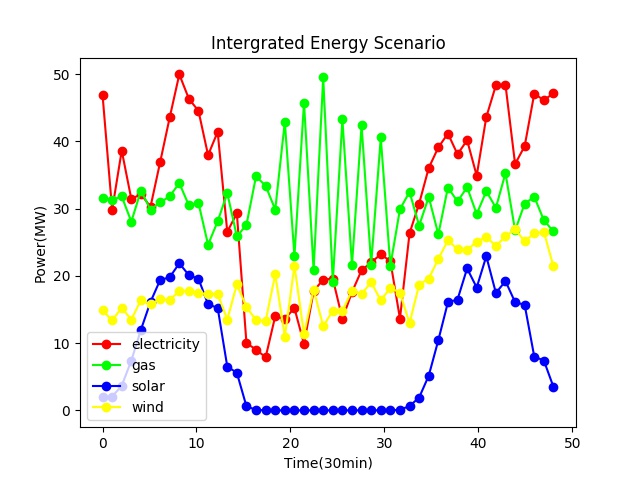 Intergrated Energy Scenario
Power(MW)
50
40
30
20
10
0
electricity
gas
solar
wind
0 10 20 30 40 50
Time(30min)